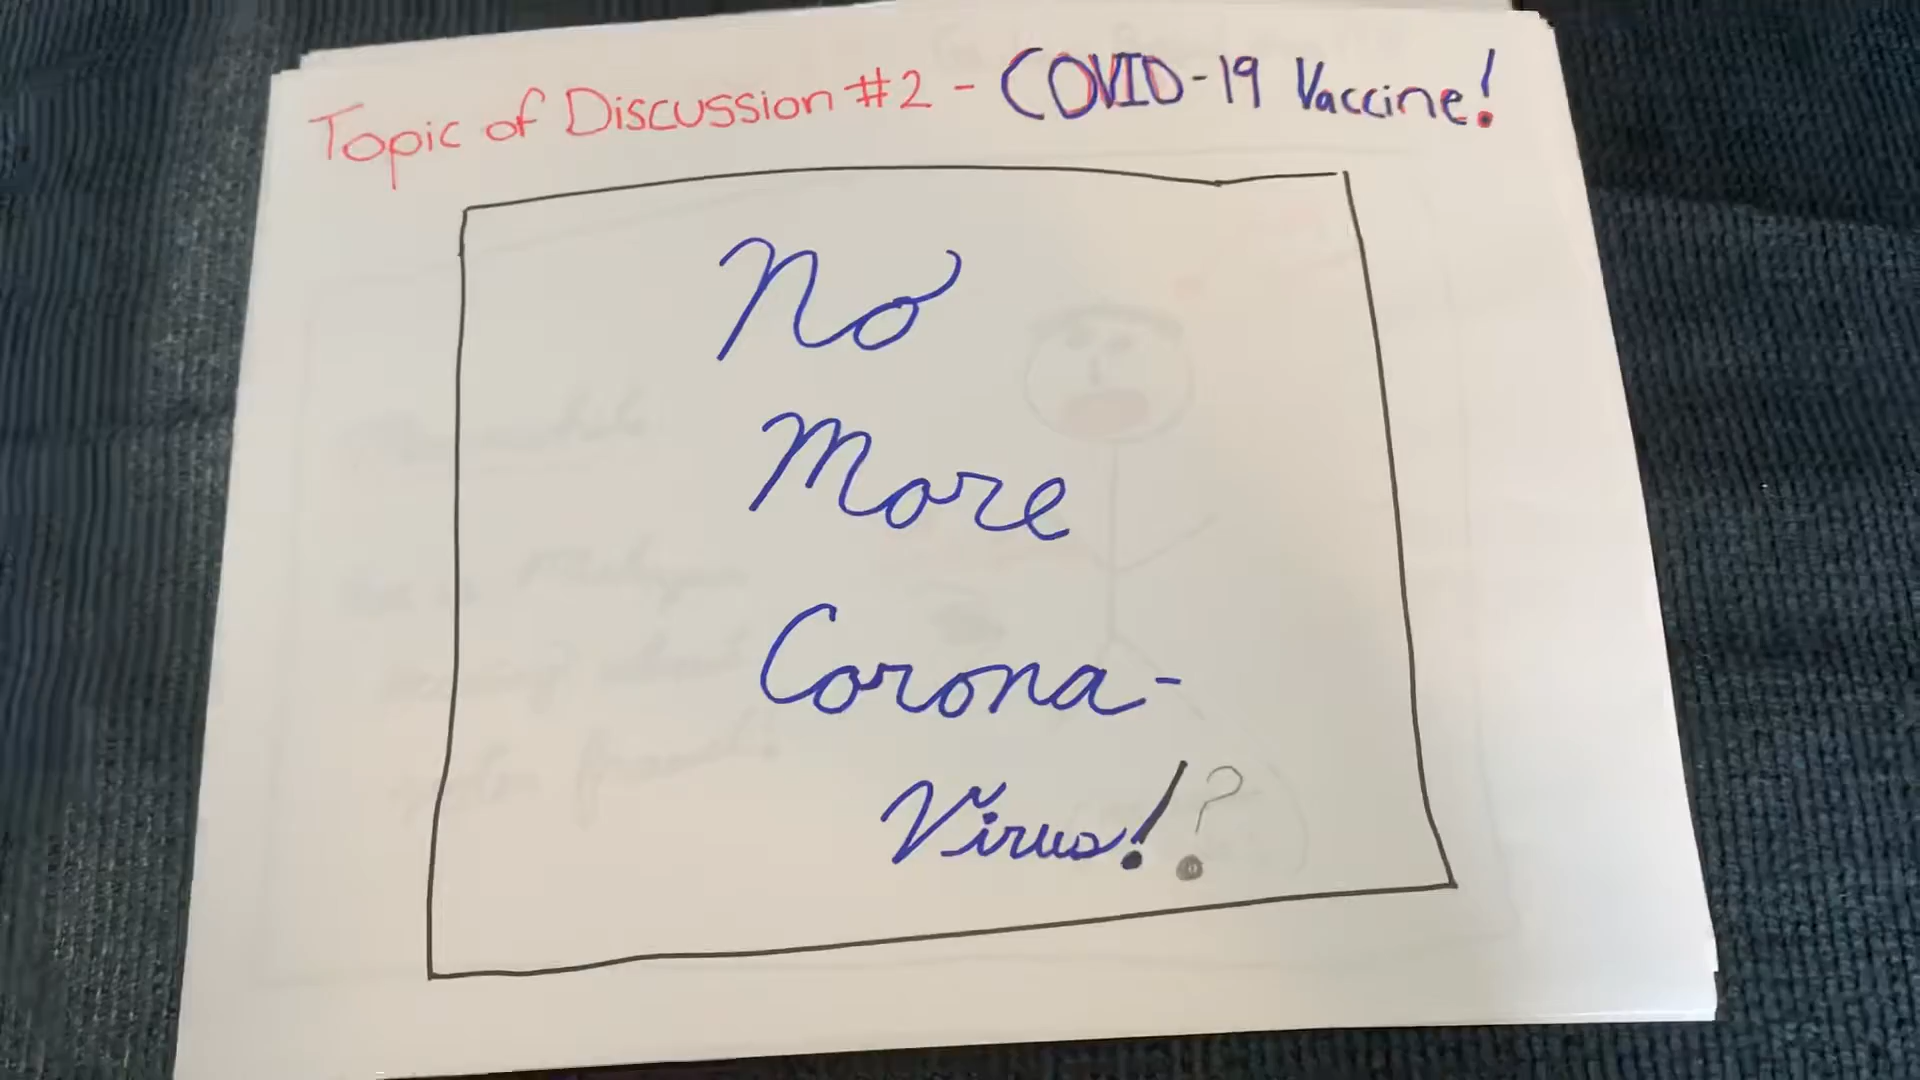 Topic of Discussion #2 - COVID-19 Vaccine!
No
More
Corona-
Virus!?